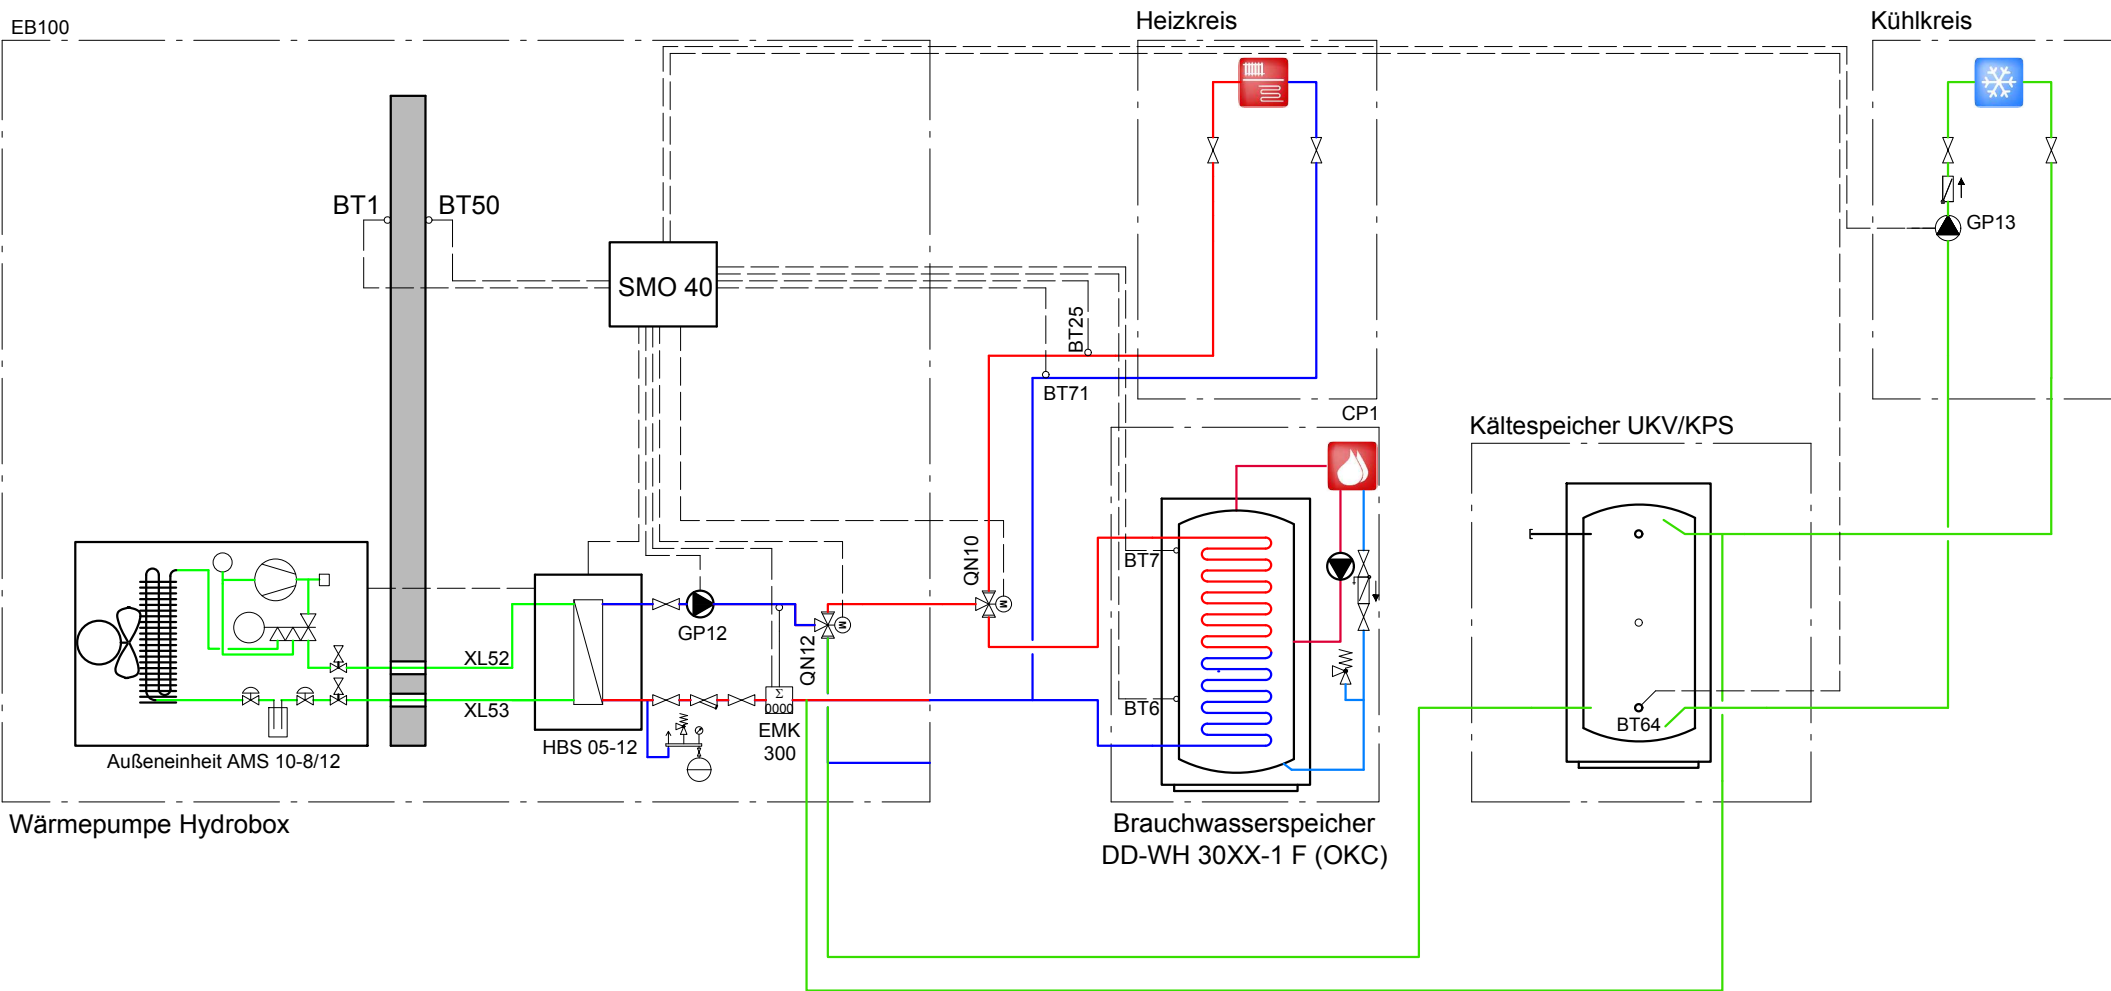 EB100
Heizkreis
Kühlkreis
BT1
BT50
GP13
SMO 40
BT25
BT71
CP1
Kältespeicher UKV/KPS
QN10
BT7
M
XL52
GP12
M
QN12
XL53
Σ
0000
BT6
EMK
300
BT64
HBS 05-12
Außeneinheit AMS 10-8/12
Wärmepumpe Hydrobox
Brauchwasserspeicher
DD-WH 30XX-1 F (OKC)